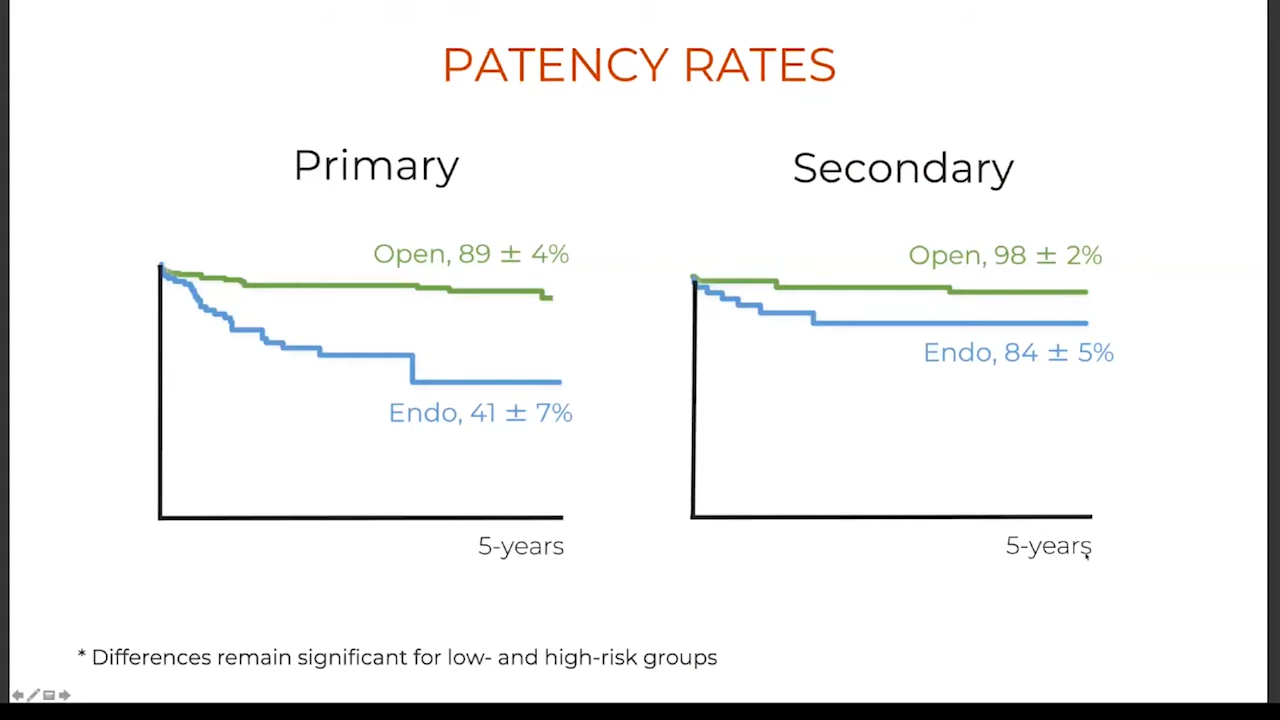 PATENCY RATES
Primary
Secondary
Open, 89 ± 4%
Endo, 41 ± 7%
5-years
Open, 98 ± 2%
Endo, 84 ± 5%
5-years
* Differences remain significant for low- and high-risk groups